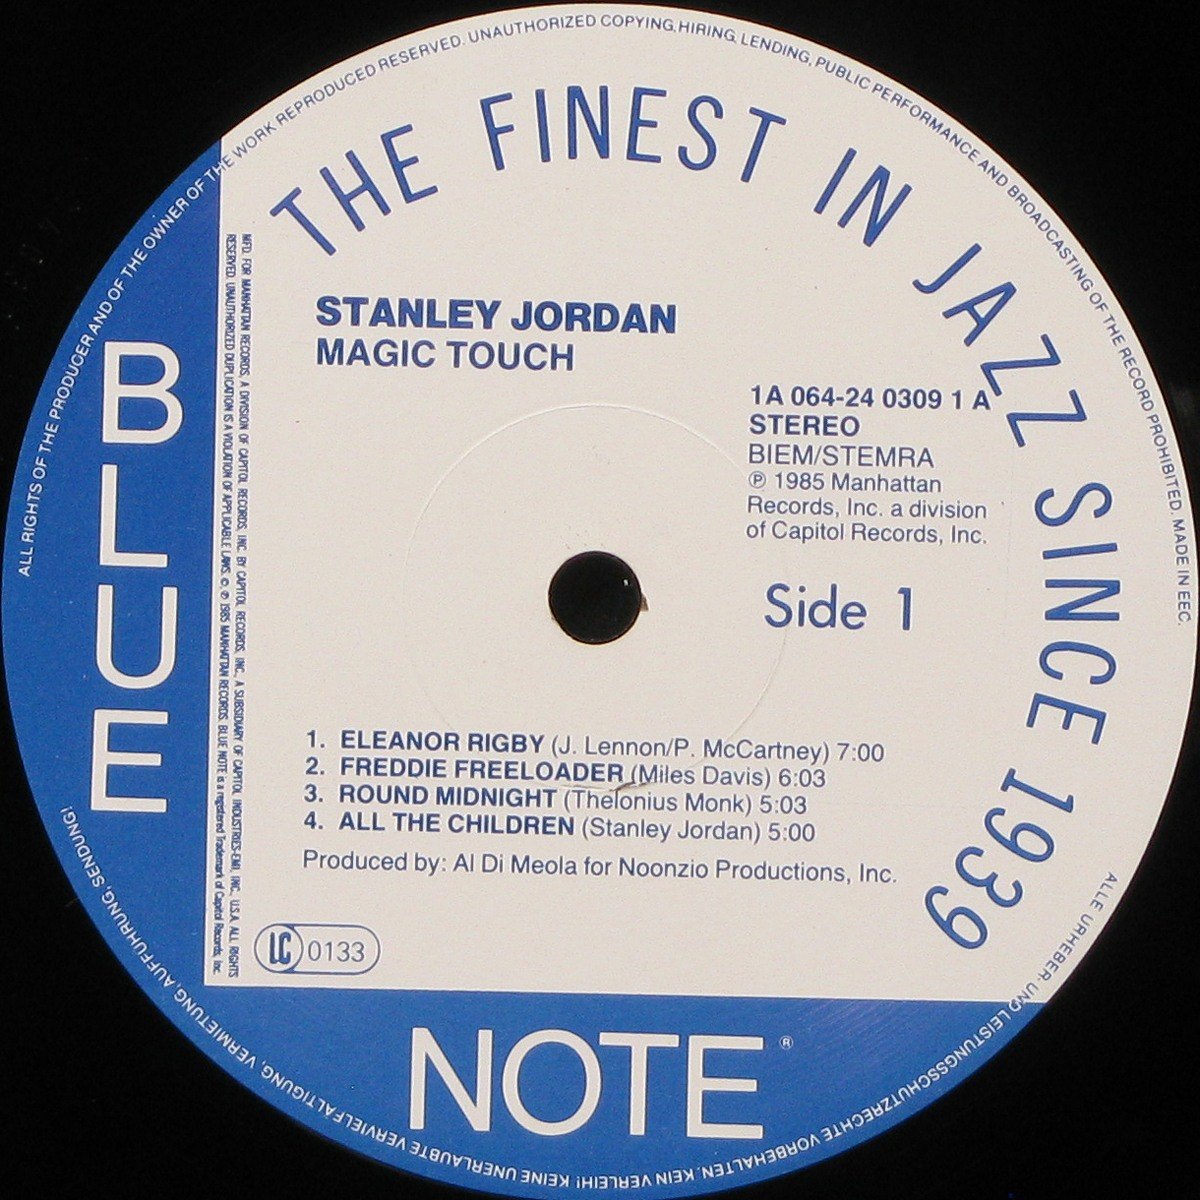 ALL RIGHTS OF THE PRODUCER AND OF THE OWNER OF THE WORK REPRODUCED RESERVED. UNAUTHORIZED COPYING, HIRING, LENDING, PUBLIC PERFORMANCE AND BROADCASTING OF THE RECORD PROHIBITED. MADE IN EEC.
THE FINEST IN JAZZ SINCE 1939
BLUE
MFD. FOR MANHATTAN RECORDS, A DIVISION OF CAPITOL RECORDS, INC. BY CAPITOL RECORDS, INC., A SUBSIDIARY OF CAPITOL INDUSTRIES-EMI, INC. U.S.A. ALL RIGHTS
RESERVED. UNAUTHORIZED DUPLICATION IS A VIOLATION OF APPLICABLE LAWS. © ℗ 1985 MANHATTAN RECORDS. BLUE NOTE is a registered Trademark of Capitol Records, Inc.
STANLEY JORDAN
MAGIC TOUCH
1A 064-24 0309 1 A
STEREO
BIEM/STEMRA
℗ 1985 Manhattan
Records, Inc. a division
of Capitol Records, Inc.
Side 1
1. ELEANOR RIGBY (J. Lennon/P. McCartney) 7:00
2. FREDDIE FREELOADER (Miles Davis) 6:03
3. ROUND MIDNIGHT (Thelonius Monk) 5:03
4. ALL THE CHILDREN (Stanley Jordan) 5:00
Produced by: Al Di Meola for Noonzio Productions, Inc.
LC 0133
NOTE®
ALLE URHEBER- UND LEISTUNGSSCHUTZRECHTE VORBEHALTEN. KEIN VERLEIH! KEINE UNERLAUBTE VERVIELFÄLTIGUNG, VERMIETUNG, AUFFÜHRUNG, SENDUNG!